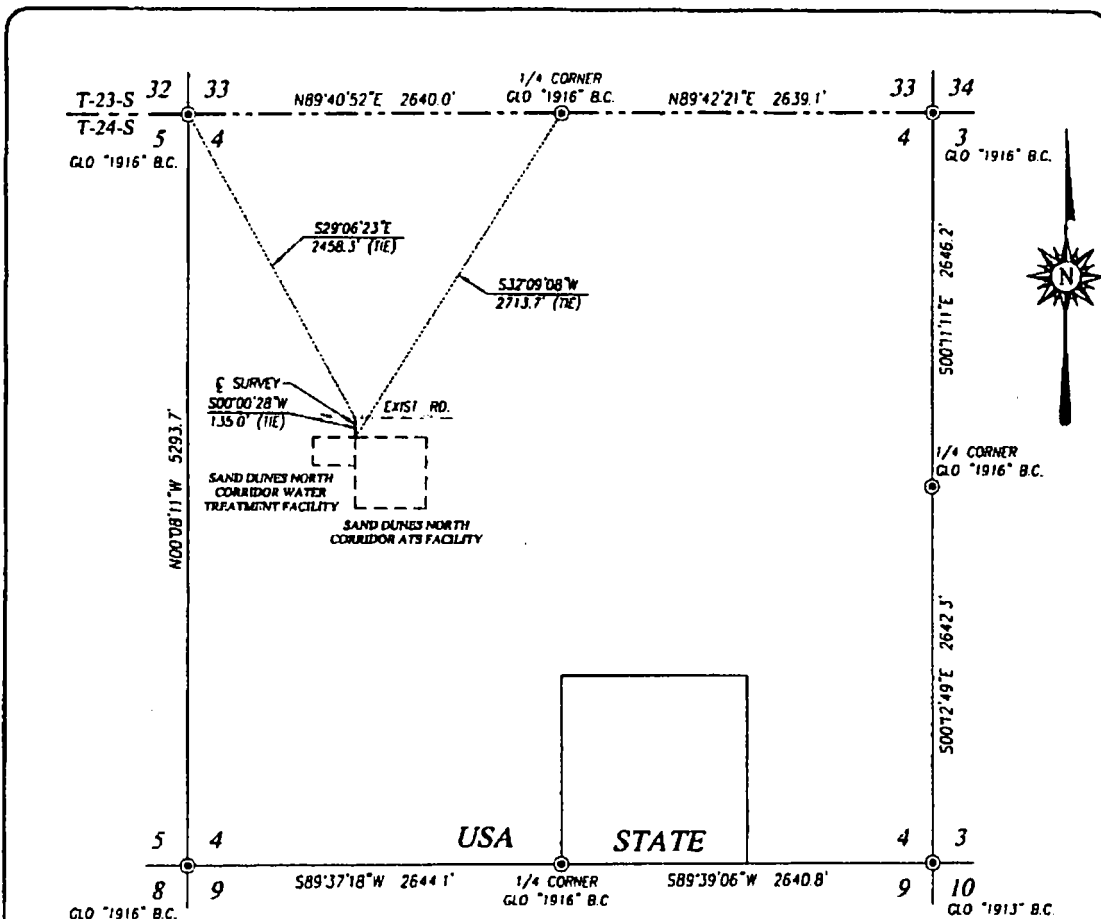 32 33
1/4 CORNER
GLO "1916" B.C.
33 34
T-23-S
N89°40'52"E 2640.0'
N89°42'21"E 2639.1'
T-24-S
5 4
4 3
GLO "1916" B.C.
GLO "1916" B.C.
S29°06'23"E
2458.3' (TIE)
S32°09'08"W
2713.7' (TIE)
N
S00°11'11"E 2646.2'
℄ SURVEY
S00°00'28"W
135.0' (TIE)
EXIST. RD.
N00°08'11"W 5293.7'
1/4 CORNER
GLO "1916" B.C.
SAND DUNES NORTH
CORRIDOR WATER
TREATMENT FACILITY
SAND DUNES NORTH
CORRIDOR ATS FACILITY
S00°12'49"E 2642.3'
5 4
USA STATE
4 3
S89°37'18"W 2644.1'
1/4 CORNER
GLO "1916" B.C
S89°39'06"W 2640.8'
8 9
9 10
GLO "1916" B.C.
GLO "1913" B.C.